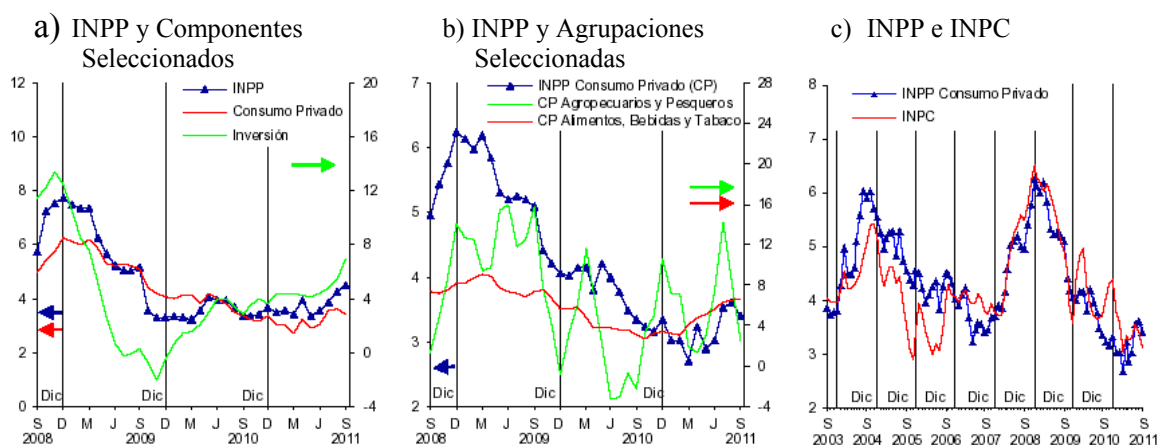 a) INPP y Componentes
Seleccionados
12
10
8
6
4
2
0
20
16
12
8
4
0
-4
INPP
Consumo Privado
Inversión
Dic
Dic
Dic
S D M J S D M J S D M J S
2008 2009 2010 2011
b) INPP y Agrupaciones
Seleccionadas
7
6
5
4
3
2
28
23
20
16
12
8
4
0
-4
INPP Consumo Privado (CP)
CP Agropecuarios y Pesqueros
CP Alimentos, Bebidas y Tabaco
Dic
Dic
Dic
S D M J S D M J S D M J S
2008 2009 2010 2011
c) INPP e INPC
8
7
6
5
4
3
2
INPP Consumo Privado
INPC
Dic Dic Dic Dic Dic Dic Dic
S S S S S S S S S
2003 2004 2005 2006 2007 2008 2009 2010 2011